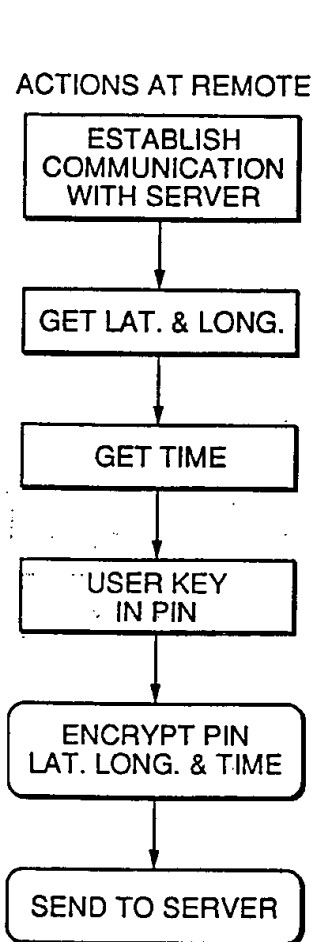 ACTIONS AT REMOTE
ESTABLISH
COMMUNICATION
WITH SERVER
GET LAT. & LONG.
GET TIME
USER KEY
IN PIN
ENCRYPT PIN
LAT. LONG. & TIME
SEND TO SERVER